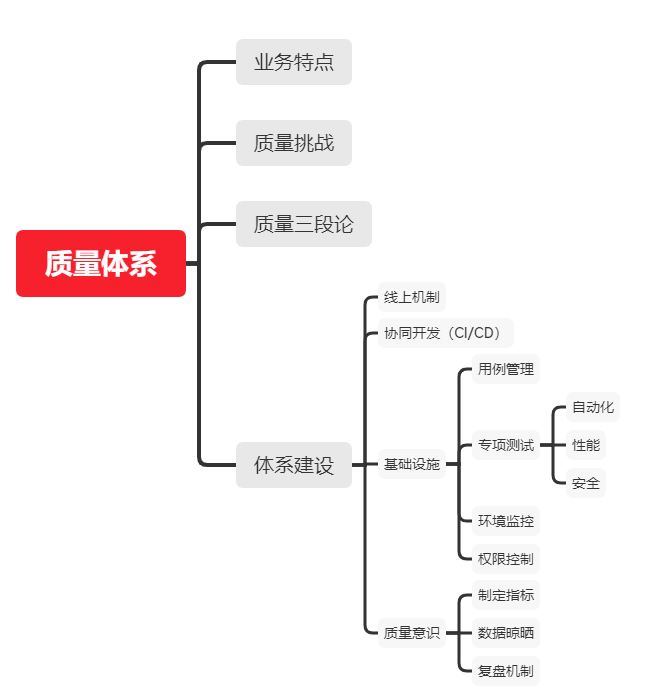 业务特点
质量挑战
质量三段论
质量体系
线上机制
协同开发（CI/CD）
用例管理
自动化
专项测试
性能
体系建设
基础设施
安全
环境监控
权限控制
制定指标
质量意识
数据晾晒
复盘机制